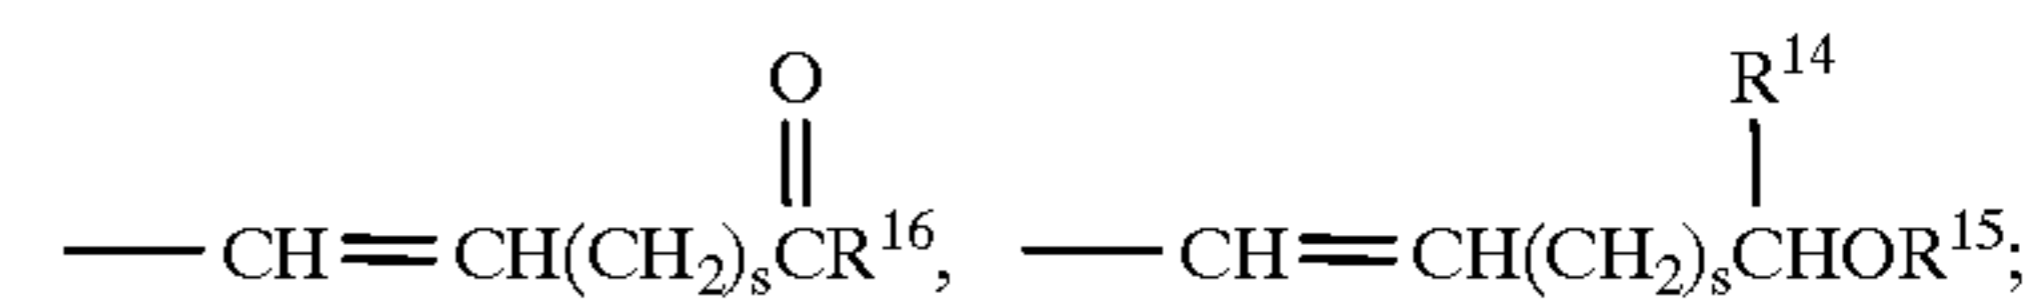 O R¹⁴
—CH=CH(CH₂)ₛCR¹⁶, —CH=CH(CH₂)ₛCHOR¹⁵;